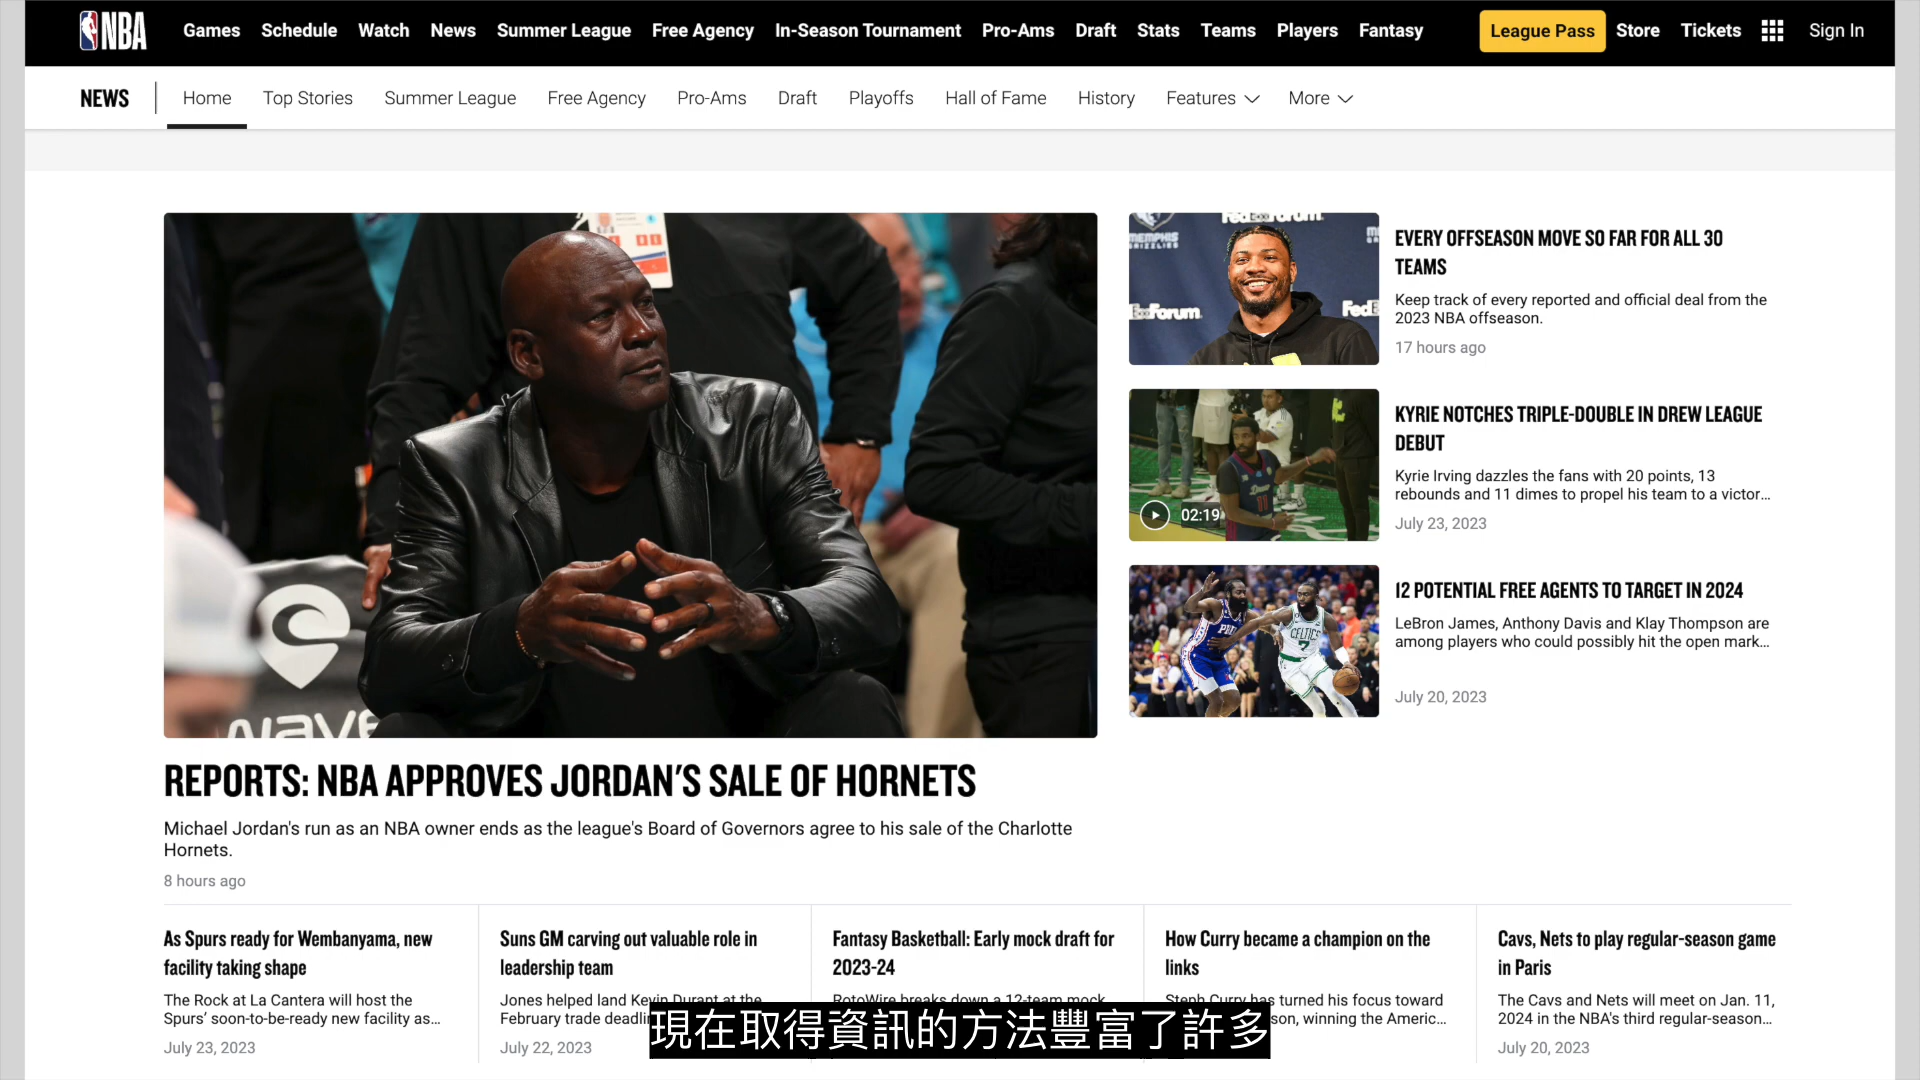 NBA
Games Schedule Watch News Summer League Free Agency In-Season Tournament Pro-Ams Draft Stats Teams Players Fantasy League Pass Store Tickets Sign In
NEWS Home Top Stories Summer League Free Agency Pro-Ams Draft Playoffs Hall of Fame History Features More
wave
REPORTS: NBA APPROVES JORDAN'S SALE OF HORNETS
Michael Jordan's run as an NBA owner ends as the league's Board of Governors agree to his sale of the Charlotte
Hornets.
8 hours ago
FedExForum
MEMPHIS
GRIZZLIES
EVERY OFFSEASON MOVE SO FAR FOR ALL 30
TEAMS
Keep track of every reported and official deal from the
2023 NBA offseason.
17 hours ago
02:19
KYRIE NOTCHES TRIPLE-DOUBLE IN DREW LEAGUE
DEBUT
Kyrie Irving dazzles the fans with 20 points, 13
rebounds and 11 dimes to propel his team to a victor...
July 23, 2023
CELTICS
7
12 POTENTIAL FREE AGENTS TO TARGET IN 2024
LeBron James, Anthony Davis and Klay Thompson are
among players who could possibly hit the open mark...
July 20, 2023
As Spurs ready for Wembanyama, new
facility taking shape
The Rock at La Cantera will host the
Spurs' soon-to-be-ready new facility as...
July 23, 2023
Suns GM carving out valuable role in
leadership team
Jones helped land Kevin Durant at the
February trade deadli
July 22, 2023
Fantasy Basketball: Early mock draft for
2023-24
RotoWire breaks down a 12-team mock
How Curry became a champion on the
links
Steph Curry has turned his focus toward
son, winning the Americ...
Cavs, Nets to play regular-season game
in Paris
The Cavs and Nets will meet on Jan. 11,
2024 in the NBA's third regular-season...
July 20, 2023
現在取得資訊的方法豐富了許多